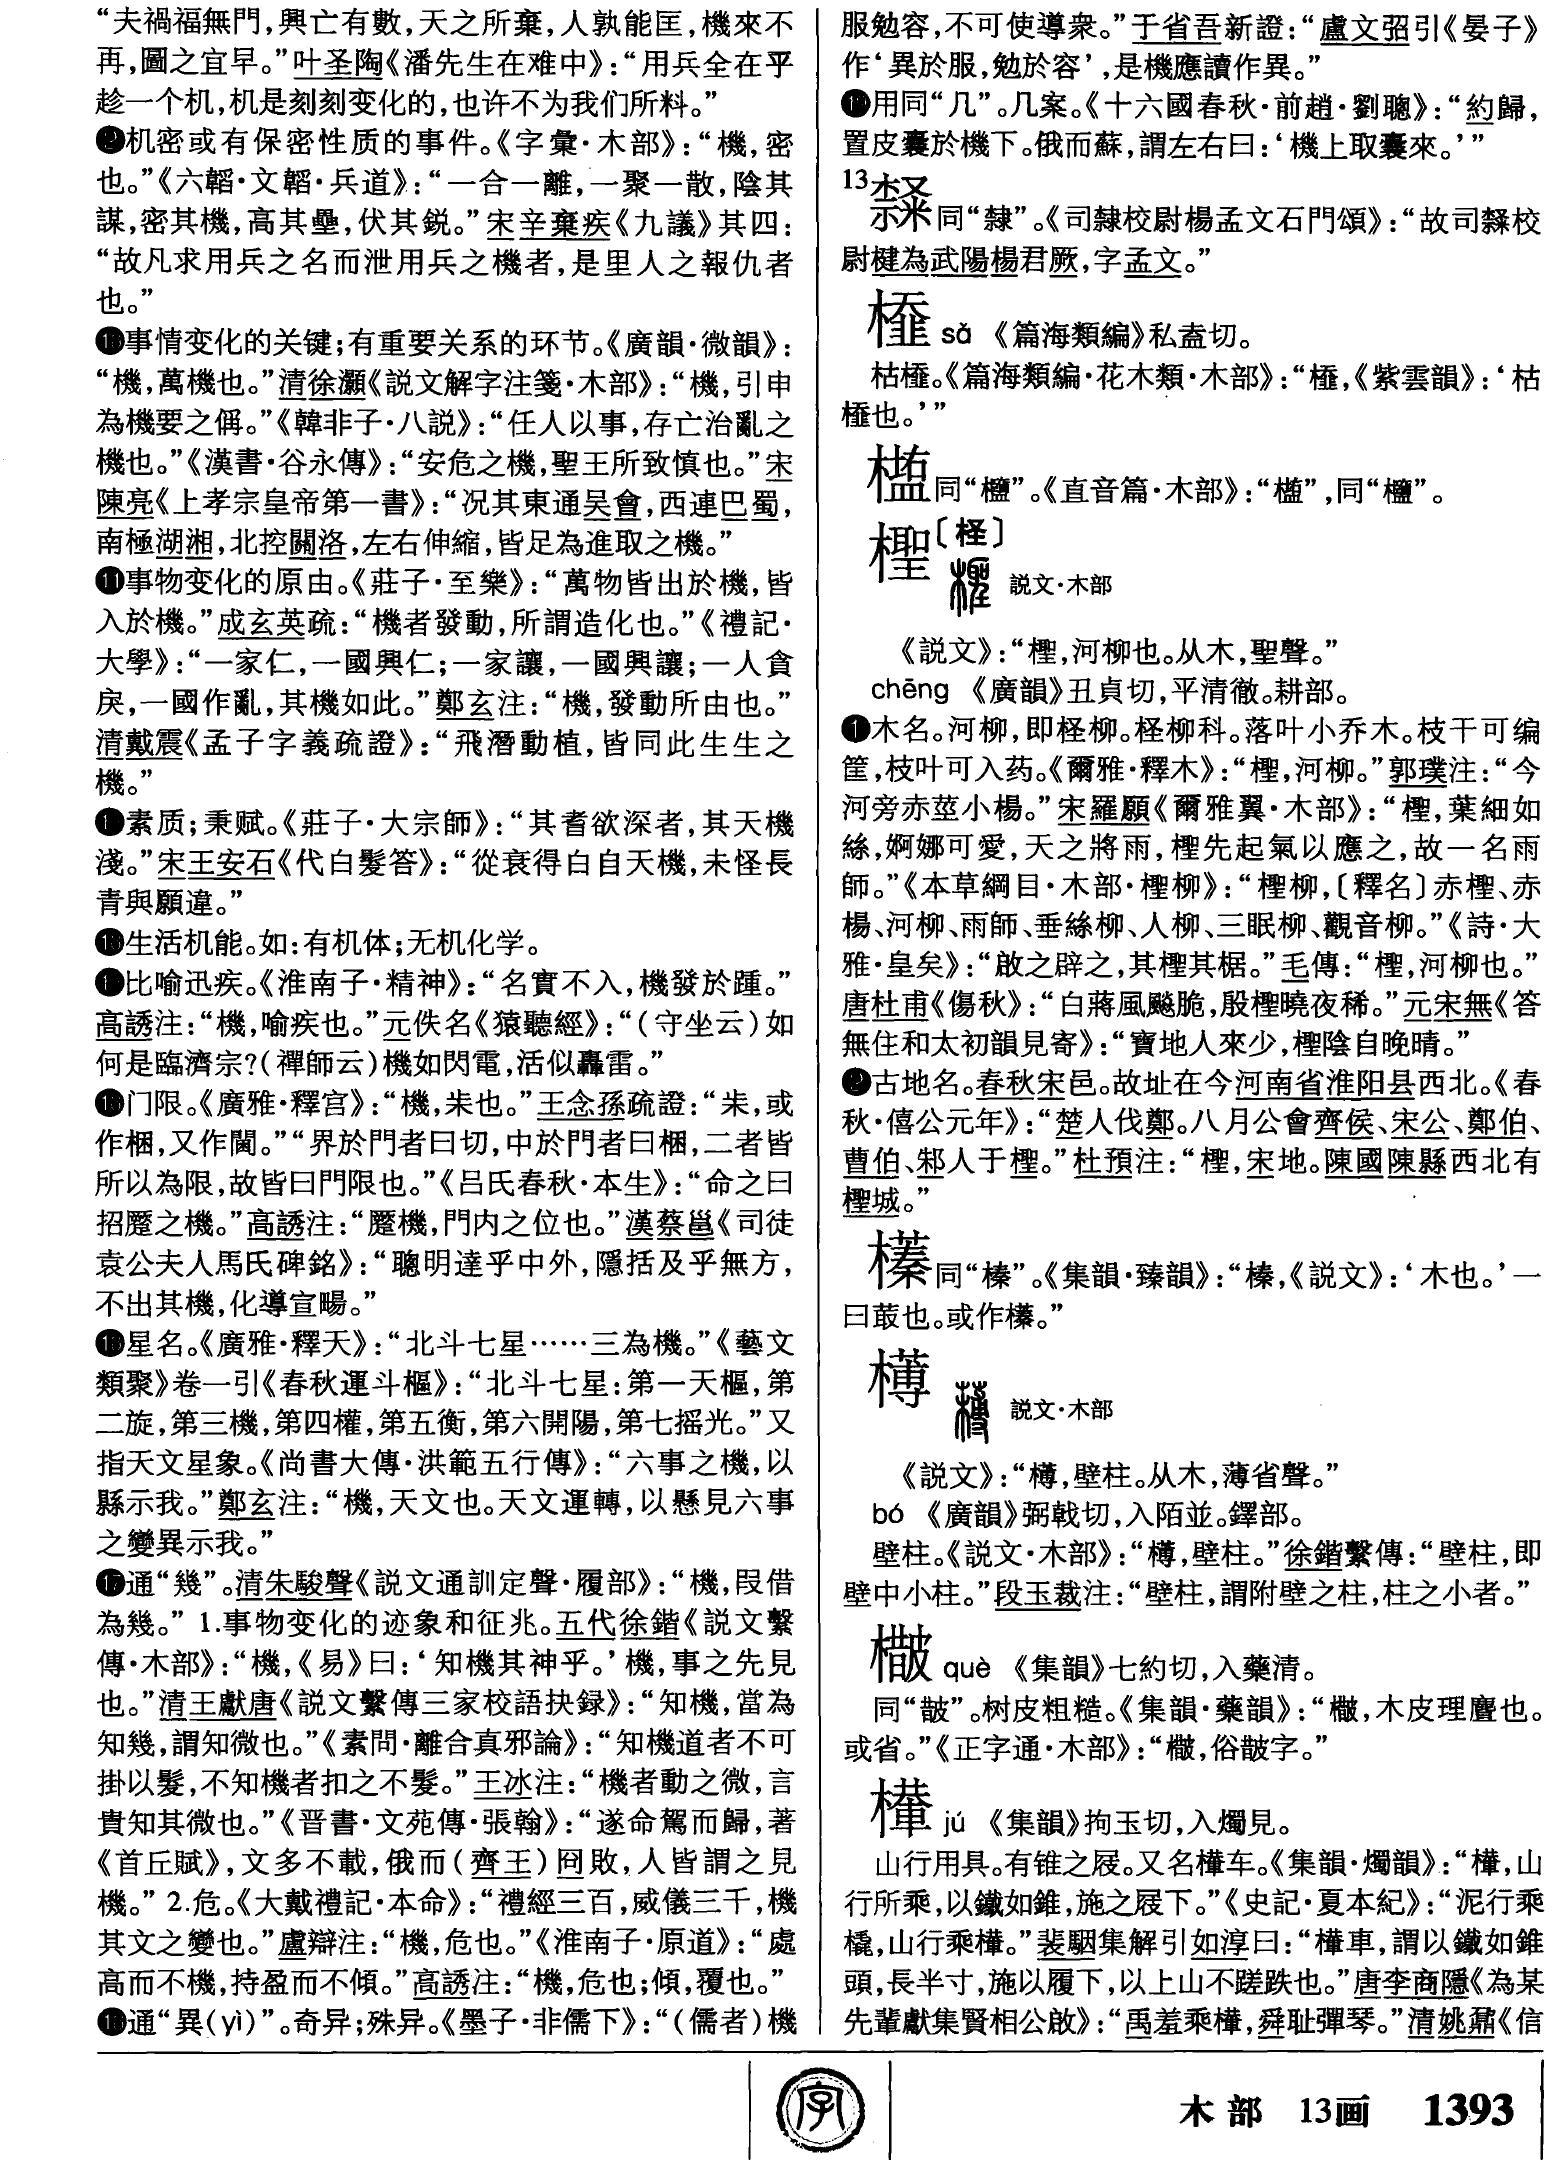 “夫禍福無門，興亡有數，天之所棄，人孰能匡，機來不
再，圖之宜早。”叶圣陶《潘先生在难中》：“用兵全在乎
趁一个机，机是刻刻变化的，也许不为我们所料。”
❾机密或有保密性质的事件。《字彙·木部》：“機，密
也。”《六韜·文韜·兵道》：“一合一離，一聚一散，陰其
謀，密其機，高其壘，伏其鋭。”宋辛棄疾《九議》其四：
“故凡求用兵之名而泄用兵之機者，是里人之報仇者
也。”
❿事情变化的关键；有重要关系的环节。《廣韻·微韻》：
“機，萬機也。”清徐灝《説文解字注箋·木部》：“機，引申
為機要之偁。”《韓非子·八説》：“任人以事，存亡治亂之
機也。”《漢書·谷永傳》：“安危之機，聖王所致慎也。”宋
陳亮《上孝宗皇帝第一書》：“况其東通吴會，西連巴蜀，
南極湖湘，北控關洛，左右伸縮，皆足為進取之機。”
⓫事物变化的原由。《莊子·至樂》：“萬物皆出於機，皆
入於機。”成玄英疏：“機者發動，所謂造化也。”《禮記·
大學》：“一家仁，一國興仁；一家讓，一國興讓；一人貪
戾，一國作亂，其機如此。”鄭玄注：“機，發動所由也。”
清戴震《孟子字義疏證》：“飛潛動植，皆同此生生之
機。”
⓬素质；秉赋。《莊子·大宗師》：“其耆欲深者，其天機
淺。”宋王安石《代白髮答》：“從衰得白自天機，未怪長
青與願違。”
⓭生活机能。如：有机体；无机化学。
⓮比喻迅疾。《淮南子·精神》：“名實不入，機發於踵。”
高誘注：“機，喻疾也。”元佚名《猿聽經》：“（守坐云）如
何是臨濟宗？（禪師云）機如閃電，活似轟雷。”
⓯门限。《廣雅·釋宫》：“機，朱也。”王念孫疏證：“朱，或
作梱，又作閫。”“界於門者曰切，中於門者曰梱，二者皆
所以為限，故皆曰門限也。”《吕氏春秋·本生》：“命之曰
招蹷之機。”高誘注：“蹷機，門内之位也。”漢蔡邕《司徒
袁公夫人馬氏碑銘》：“聰明達乎中外，隱括及乎無方，
不出其機，化導宣暢。”
⓰星名。《廣雅·釋天》：“北斗七星……三為機。”《藝文
類聚》卷一引《春秋運斗樞》：“北斗七星：第一天樞，第
二旋，第三機，第四權，第五衡，第六開陽，第七摇光。”又
指天文星象。《尚書大傳·洪範五行傳》：“六事之機，以
縣示我。”鄭玄注：“機，天文也。天文運轉，以懸見六事
之變異示我。”
⓱通“幾”。清朱駿聲《説文通訓定聲·履部》：“機，叚借
為幾。” 1.事物变化的迹象和征兆。五代徐鍇《説文繫
傳·木部》：“機，《易》曰：‘知機其神乎。’機，事之先見
也。”清王獻唐《説文繫傳三家校語抉録》：“知機，當為
知幾，謂知微也。”《素問·離合真邪論》：“知機道者不可
掛以髮，不知機者扣之不髮。”王冰注：“機者動之微，言
貴知其微也。”《晋書·文苑傳·張翰》：“遂命駕而歸，著
《首丘賦》，文多不載，俄而（齊王）冏敗，人皆謂之見
機。” 2.危。《大戴禮記·本命》：“禮經三百，威儀三千，機
其文之變也。”盧辯注：“機，危也。”《淮南子·原道》：“處
高而不機，持盈而不傾。”高誘注：“機，危也；傾，覆也。”
⓲通“異（yì）”。奇异；殊异。《墨子·非儒下》：“（儒者）機
服勉容，不可使導衆。”于省吾新證：“盧文弨引《晏子》
作‘異於服，勉於容’，是機應讀作異。”
⓳用同“几”。几案。《十六國春秋·前趙·劉聰》：“約歸，
置皮囊於機下。俄而蘇，謂左右曰：‘機上取囊來。’”
13
同“隸”。《司隸校尉楊孟文石門頌》：“故司校
尉楗為武陽楊君厥，字孟文。”
sǎ 《篇海類編》私盍切。
枯。《篇海類編·花木類·木部》：“，《紫雲韻》：‘枯
也。’”
同“”。《直音篇·木部》：“”，同“”。
檉〔柽〕
説文·木部
《説文》：“檉，河柳也。从木，聖聲。”
chēng 《廣韻》丑貞切，平清徹。耕部。
❶木名。河柳，即柽柳。柽柳科。落叶小乔木。枝干可编
筐，枝叶可入药。《爾雅·釋木》：“檉，河柳。”郭璞注：“今
河旁赤莖小楊。”宋羅願《爾雅翼·木部》：“檉，葉細如
絲，婀娜可愛，天之將雨，檉先起氣以應之，故一名雨
師。”《本草綱目·木部·檉柳》：“檉柳，〔釋名〕赤檉、赤
楊、河柳、雨師、垂絲柳、人柳、三眠柳、觀音柳。”《詩·大
雅·皇矣》：“啟之辟之，其檉其椐。”毛傳：“檉，河柳也。”
唐杜甫《傷秋》：“白蔣風飈脆，殷檉曉夜稀。”元宋無《答
無住和太初韻見寄》：“寶地人來少，檉陰自晚晴。”
❷古地名。春秋宋邑。故址在今河南省淮阳县西北。《春
秋·僖公元年》：“楚人伐鄭。八月公會齊侯、宋公、鄭伯、
曹伯、邾人于檉。”杜預注：“檉，宋地。陳國陳縣西北有
檉城。”
同“榛”。《集韻·臻韻》：“榛，《説文》：‘木也。’一
曰菆也。或作。”
欂
説文·木部
《説文》：“欂，壁柱。从木，薄省聲。”
bó 《廣韻》弼戟切，入陌並。鐸部。
壁柱。《説文·木部》：“欂，壁柱。”徐鍇繫傳：“壁柱，即
壁中小柱。”段玉裁注：“壁柱，謂附壁之柱，柱之小者。”
què 《集韻》七約切，入藥清。
同“皵”。树皮粗糙。《集韻·藥韻》：“，木皮理麤也。
或省。”《正字通·木部》：“，俗皵字。”
檋 jú 《集韻》拘玉切，入燭見。
山行用具。有锥之屐。又名檋车。《集韻·燭韻》：“檋，山
行所乘，以鐵如錐，施之屐下。”《史記·夏本紀》：“泥行乘
橇，山行乘檋。”裴駰集解引如淳曰：“檋車，謂以鐵如錐
頭，長半寸，施以履下，以上山不蹉跌也。”唐李商隱《為某
先輩獻集賢相公啟》：“禹羞乘檋，舜耻彈琴。”清姚鼐《信
字
木部 13画 1393